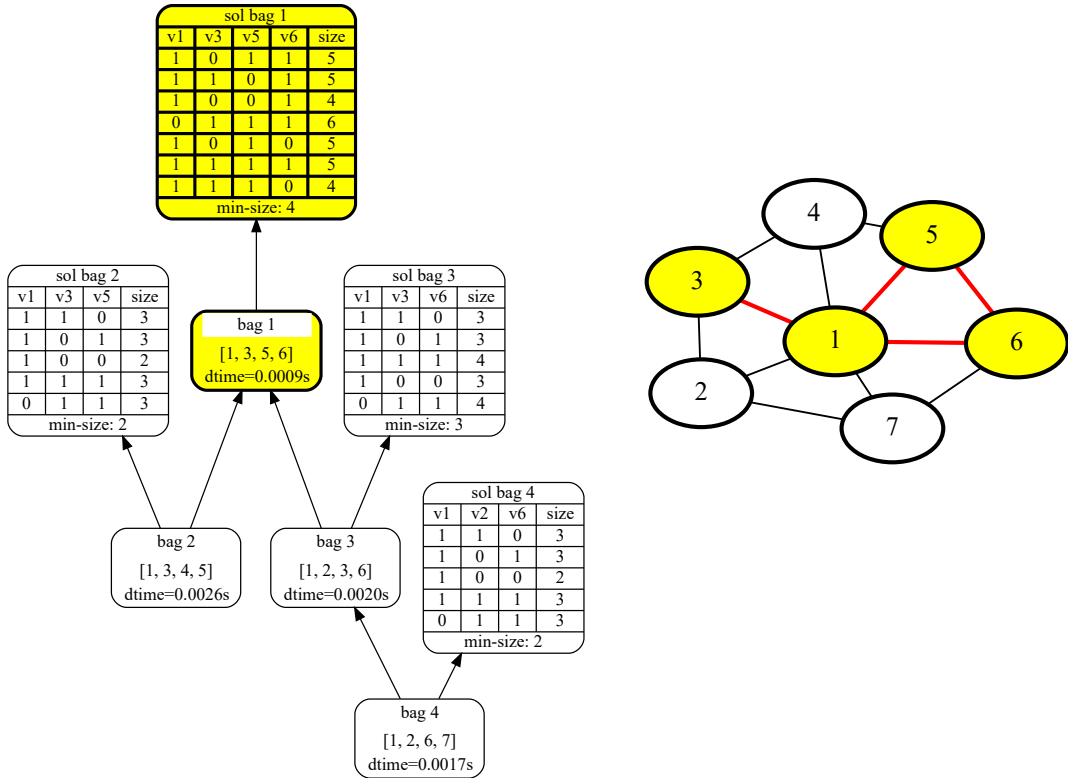 sol bag 1
v1 v3 v5 v6 size
1 0 1 1 5
1 1 0 1 5
1 0 0 1 4
0 1 1 1 6
1 0 1 0 5
1 1 1 1 5
1 1 1 0 4
min-size: 4
sol bag 2
v1 v3 v5 size
1 1 0 3
1 0 1 3
1 0 0 2
1 1 1 3
0 1 1 3
min-size: 2
bag 1
[1, 3, 5, 6]
dtime=0.0009s
sol bag 3
v1 v3 v6 size
1 1 0 3
1 0 1 3
1 1 1 4
1 0 0 3
0 1 1 4
min-size: 3
bag 2
[1, 3, 4, 5]
dtime=0.0026s
bag 3
[1, 2, 3, 6]
dtime=0.0020s
sol bag 4
v1 v2 v6 size
1 1 0 3
1 0 1 3
1 0 0 2
1 1 1 3
0 1 1 3
min-size: 2
bag 4
[1, 2, 6, 7]
dtime=0.0017s
4
5
3
1
6
2
7